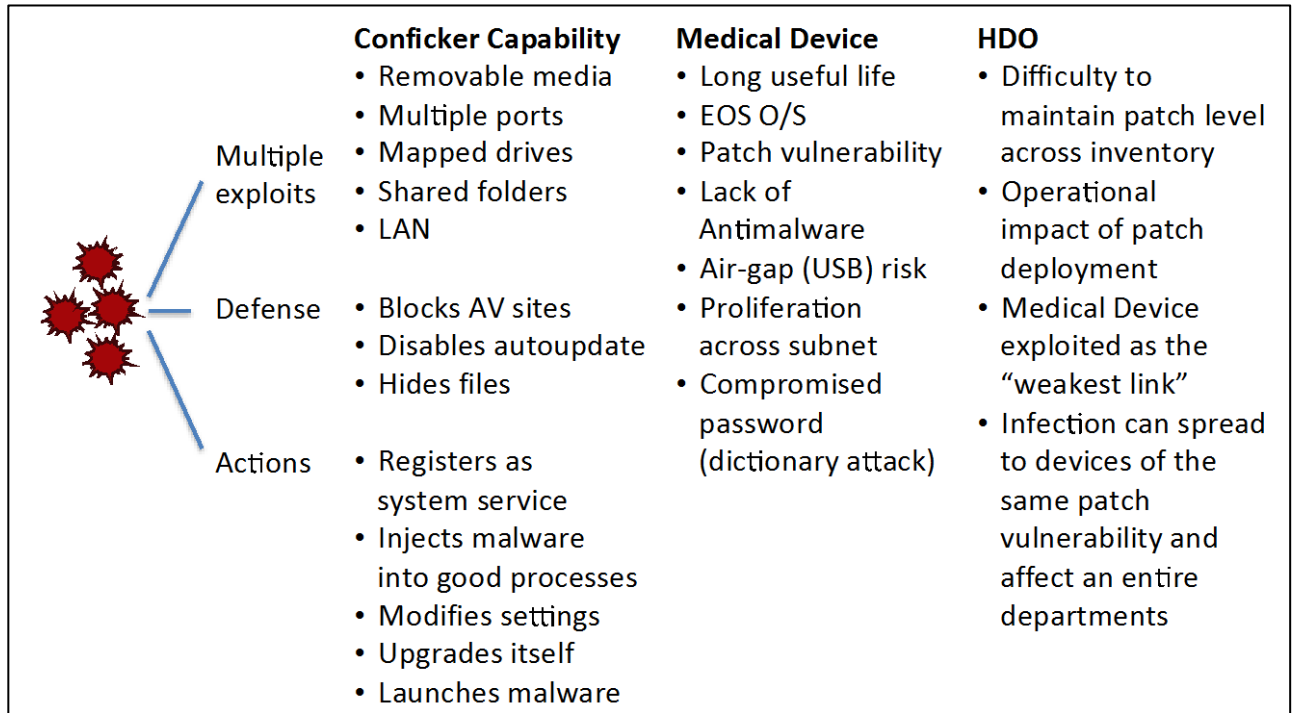 Conficker Capability
• Removable media
• Multiple ports
• Mapped drives
• Shared folders
• LAN
• Blocks AV sites
• Disables autoupdate
• Hides files
• Registers as
system service
• Injects malware
into good processes
• Modifies settings
• Upgrades itself
• Launches malware
Multiple
exploits
Defense
Actions
Medical Device
• Long useful life
• EOS O/S
• Patch vulnerability
• Lack of
Antimalware
• Air-gap (USB) risk
• Proliferation
across subnet
• Compromised
password
(dictionary attack)
HDO
• Difficulty to
maintain patch level
across inventory
• Operational
impact of patch
deployment
• Medical Device
exploited as the
“weakest link”
• Infection can spread
to devices of the
same patch
vulnerability and
affect an entire
departments